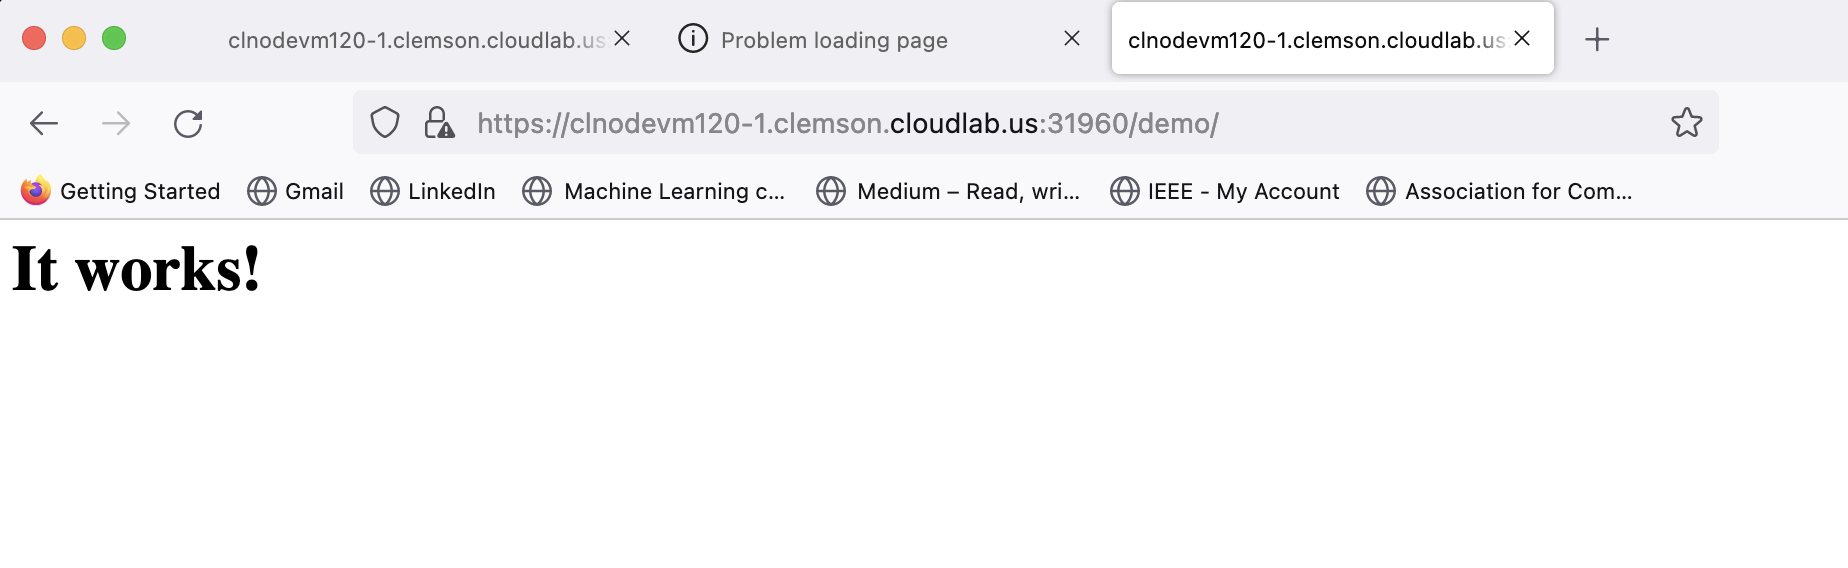 clnodevm120-1.clemson.cloudlab.us
Problem loading page
clnodevm120-1.clemson.cloudlab.us
https://clnodevm120-1.clemson.cloudlab.us:31960/demo/
Getting Started
Gmail
LinkedIn
Machine Learning c...
Medium – Read, wri...
IEEE - My Account
Association for Com...
It works!